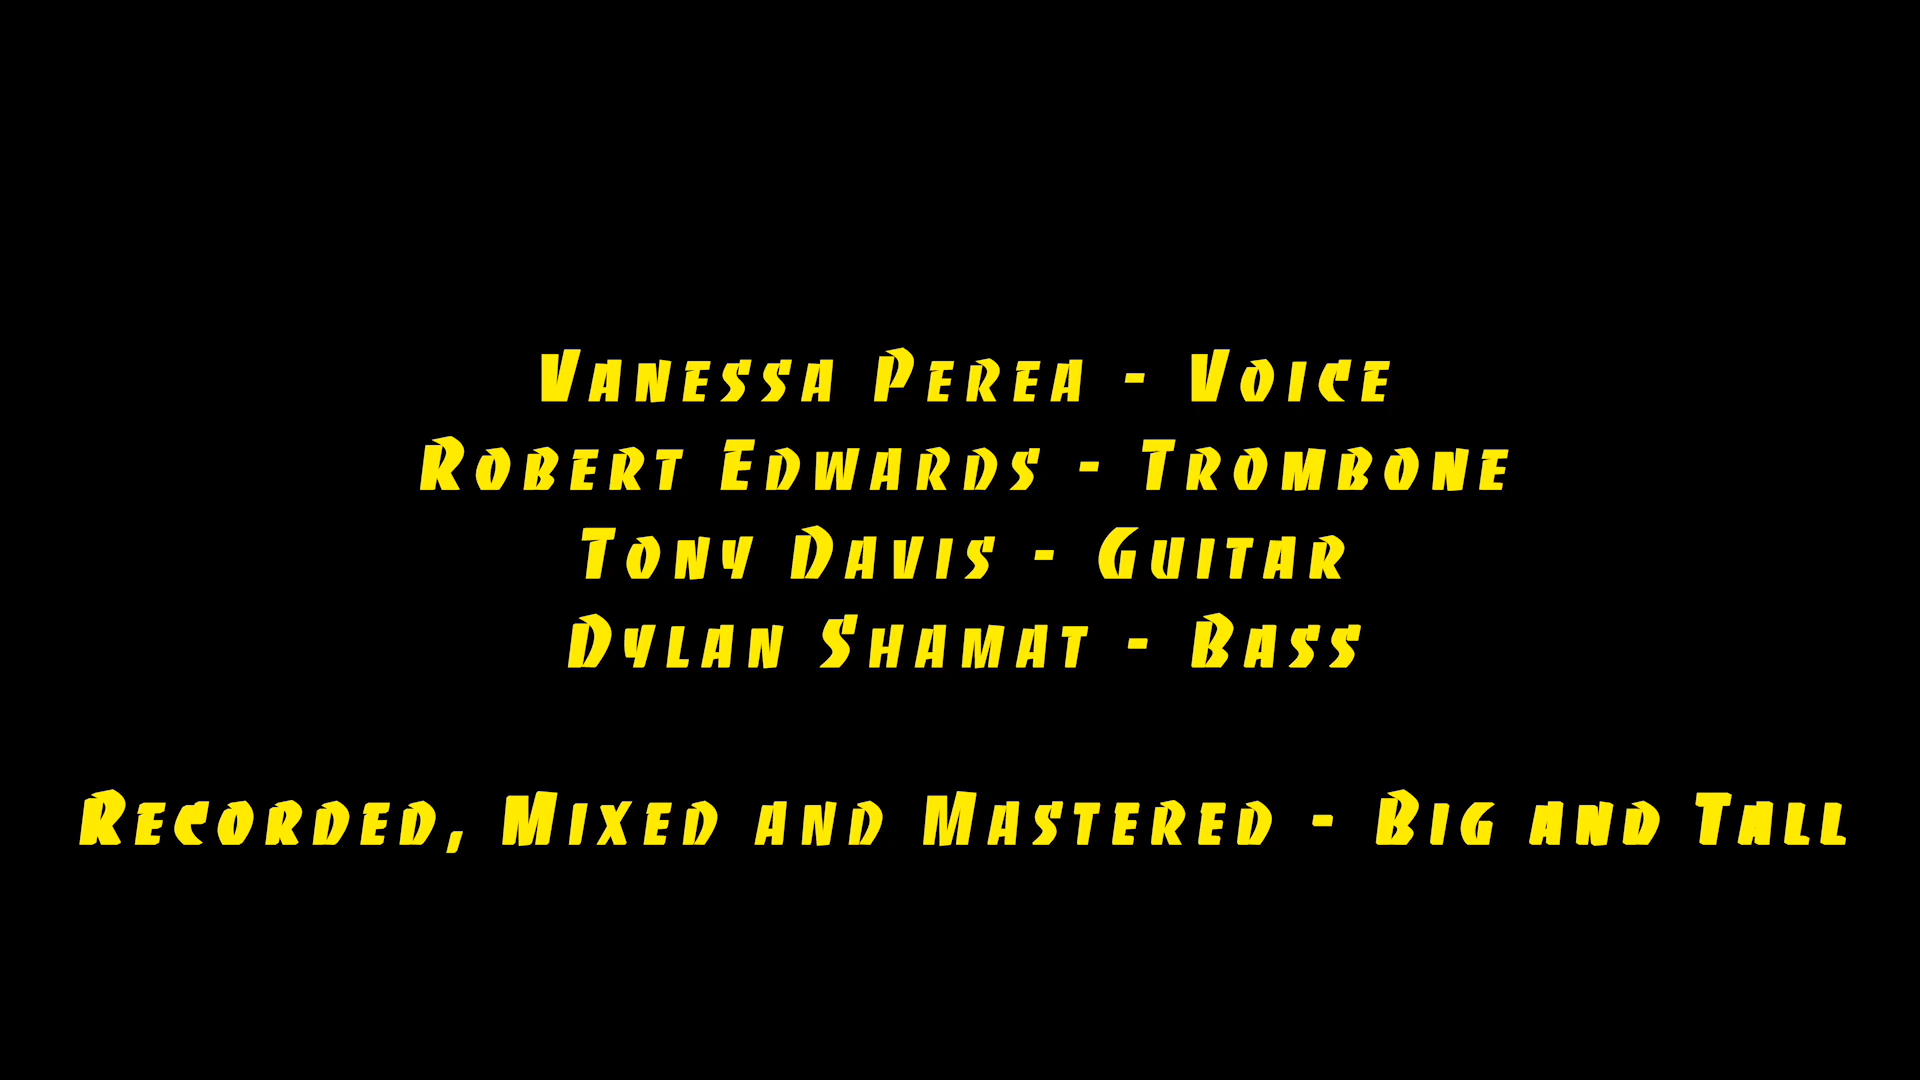 Vanessa Perea - Voice
Robert Edwards - Trombone
Tony Davis - Guitar
Dylan Shamat - Bass
Recorded, Mixed and Mastered - Big and Tall